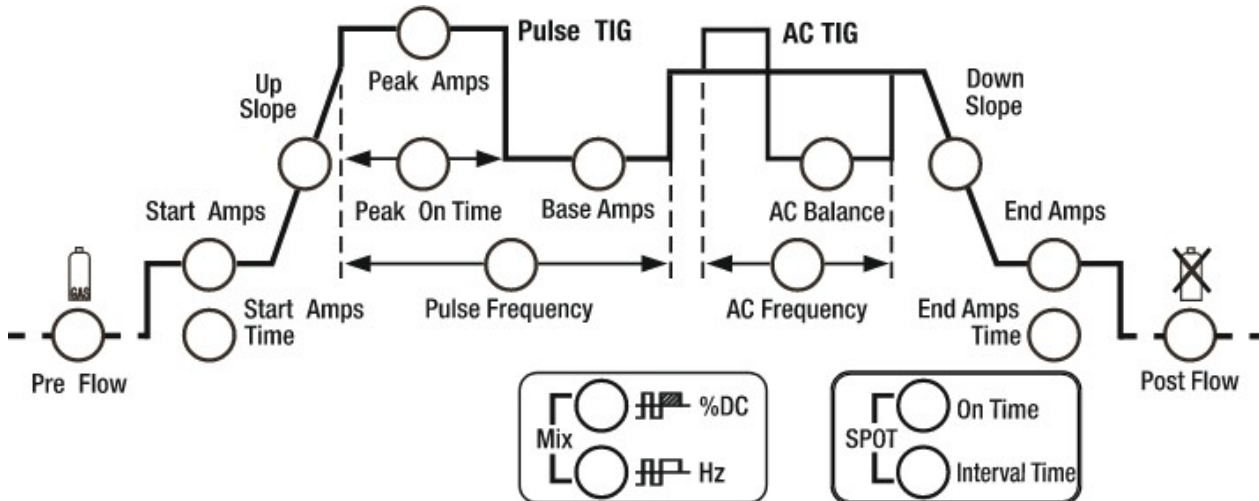 Pulse TIG
AC TIG
Peak Amps
Up
Slope
Down
Slope
Start Amps
Peak On Time
Base Amps
AC Balance
End Amps
GAS
Start Amps
Time
Pulse Frequency
AC Frequency
End Amps
Time
Pre Flow
Post Flow
Mix
%DC
Hz
SPOT
On Time
Interval Time